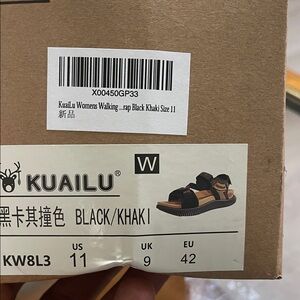 X00450GP33
KuaiLu Womens Walking ...rap Black Khaki Size 11
新品
W
KUAILU®
黑卡其撞色 BLACK/KHAKI
US UK EU
KW8L3 11 9 42